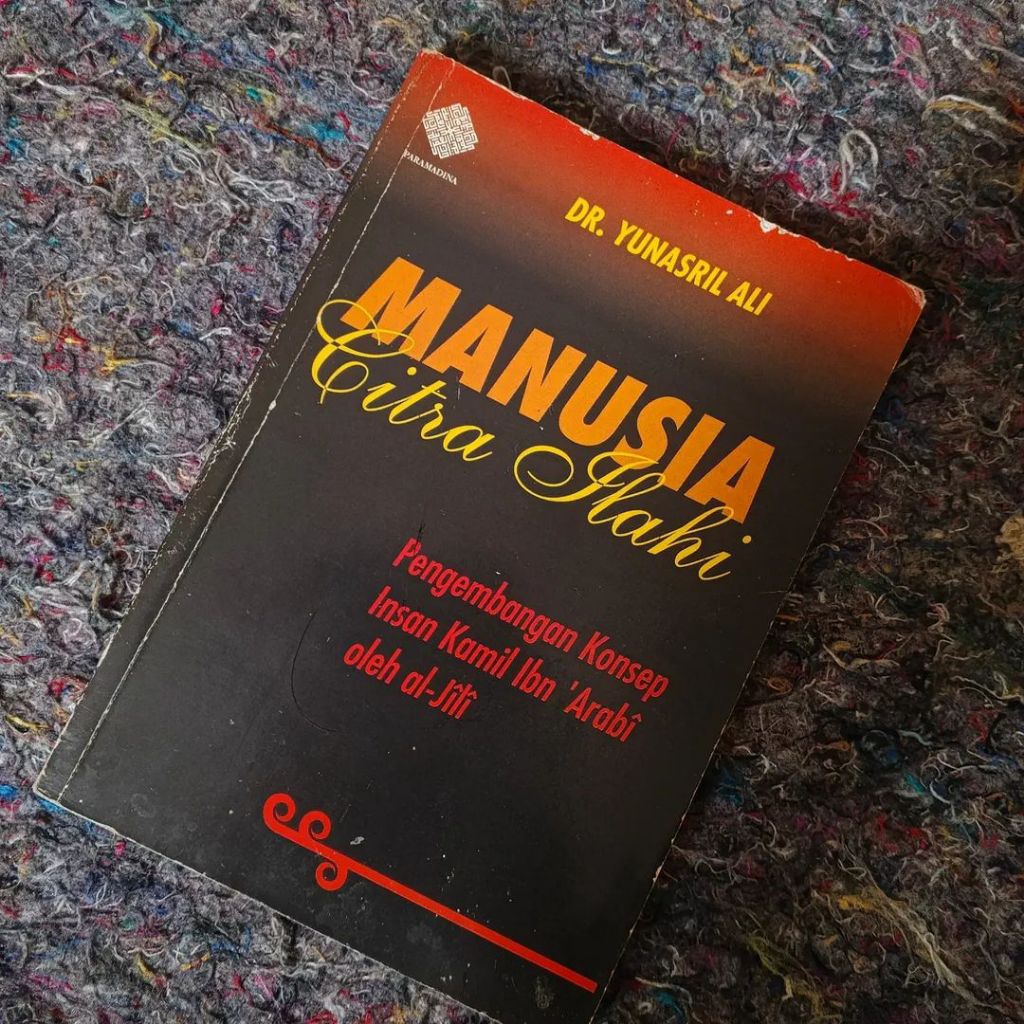 PARAMADINA
DR. YUNASRIL ALI
MANUSIA
Citra Ilahi
Pengembangan Konsep
Insan Kamil Ibn 'Arabî
oleh al-Jîlî